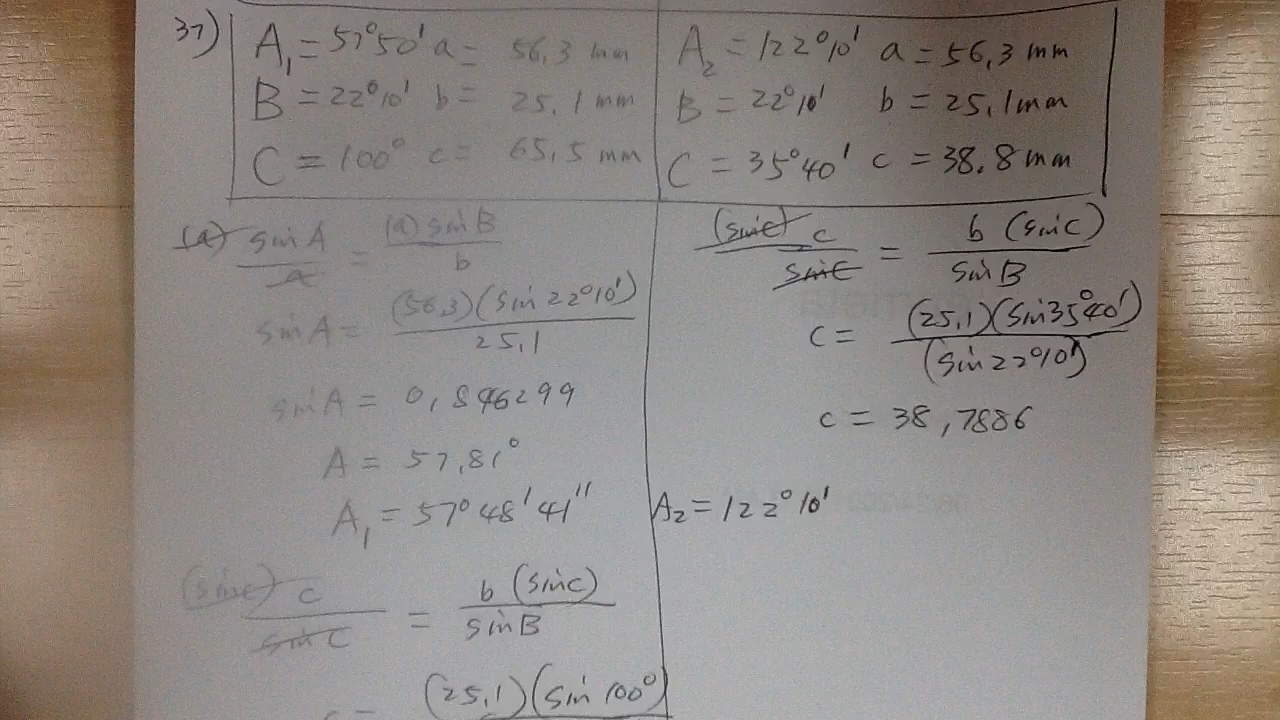 37)
A₁ = 57°50' a = 56,3 mm
B = 22°10' b = 25.1 mm
C = 100° c = 65,5 mm
A₂ = 122°10' a = 56,3 mm
B = 22°10' b = 25.1mm
C = 35°40' c = 38.8 mm
(a) sin A / a = (a) sin B / b
sin A = (56,3)(sin 22°10') / 25,1
sin A = 0,846299
A = 57,81°
A₁ = 57°48'41"
(sin c) c / sin C = b (sin c) / sin B
(25,1)(sin 100°)
(sin c) c / sin C = b (sin C) / sin B
c = (25,1)(sin 35°40') / (sin 22°10')
c = 38,7886
A₂ = 122°10'